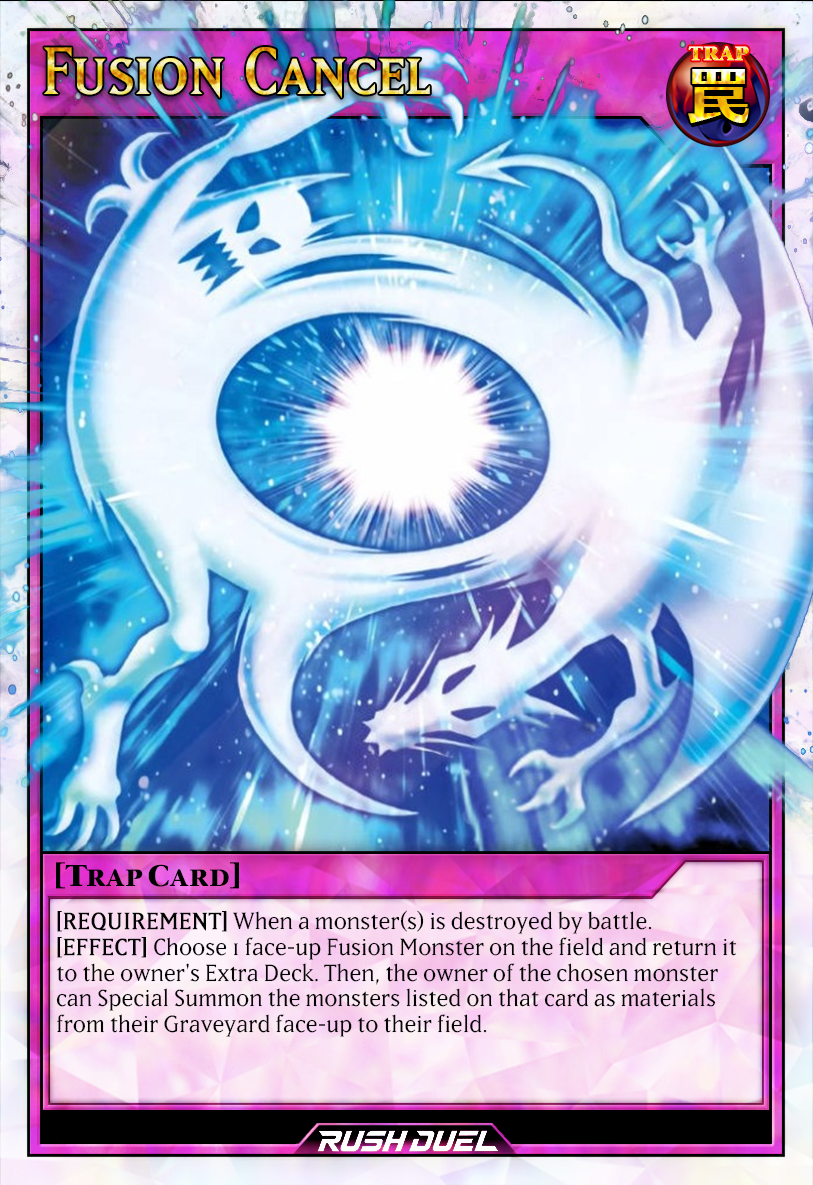 FUSION CANCEL
TRAP
罠
[TRAP CARD]
[REQUIREMENT] When a monster(s) is destroyed by battle.
[EFFECT] Choose 1 face-up Fusion Monster on the field and return it
to the owner's Extra Deck. Then, the owner of the chosen monster
can Special Summon the monsters listed on that card as materials
from their Graveyard face-up to their field.
RUSH DUEL